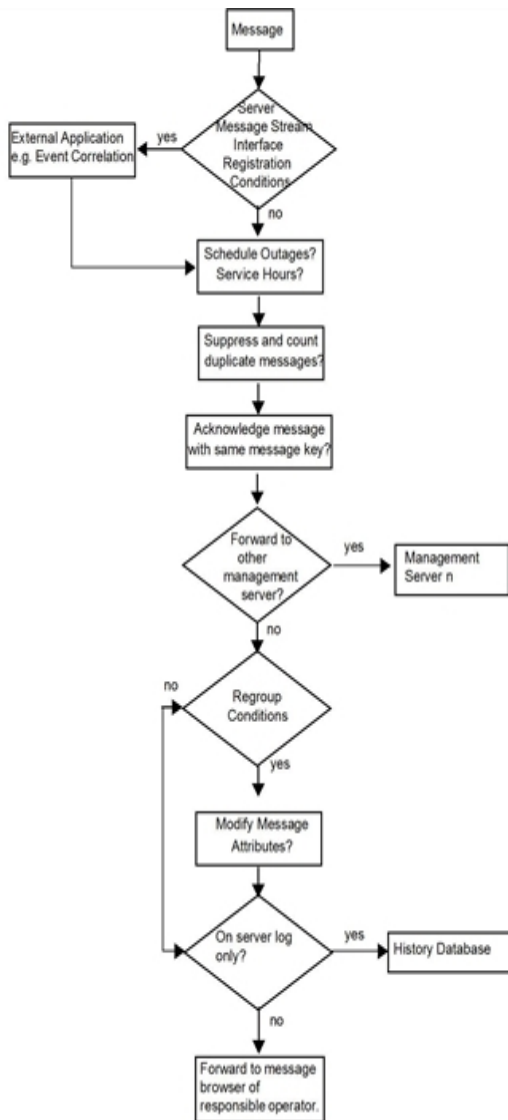 Message
Server
Message Stream
Interface
Registration
Conditions
yes
External Application
e.g. Event Correlation
no
Schedule Outages?
Service Hours?
Suppress and count
duplicate messages?
Acknowledge message
with same message key?
Forward to
other
management
server?
yes
Management
Server n
no
no
Regroup
Conditions
yes
Modify Message
Attributes?
On server log
only?
yes
History Database
no
Forward to message
browser of
responsible operator.